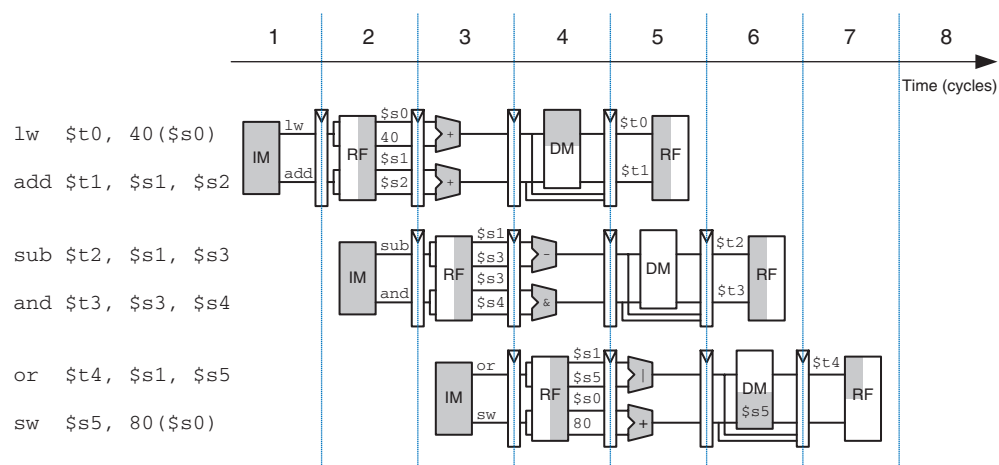 1 2 3 4 5 6 7 8
Time (cycles)
lw $t0, 40($s0)
add $t1, $s1, $s2
IM
lw
add
RF
$s0
40
$s1
$s2
+
+
DM
$t0
$t1
RF
sub $t2, $s1, $s3
and $t3, $s3, $s4
IM
sub
and
RF
$s1
$s3
$s3
$s4
-
&
DM
$t2
$t3
RF
or $t4, $s1, $s5
sw $s5, 80($s0)
IM
or
sw
RF
$s1
$s5
$s0
80
|
+
DM
$s5
$t4
RF